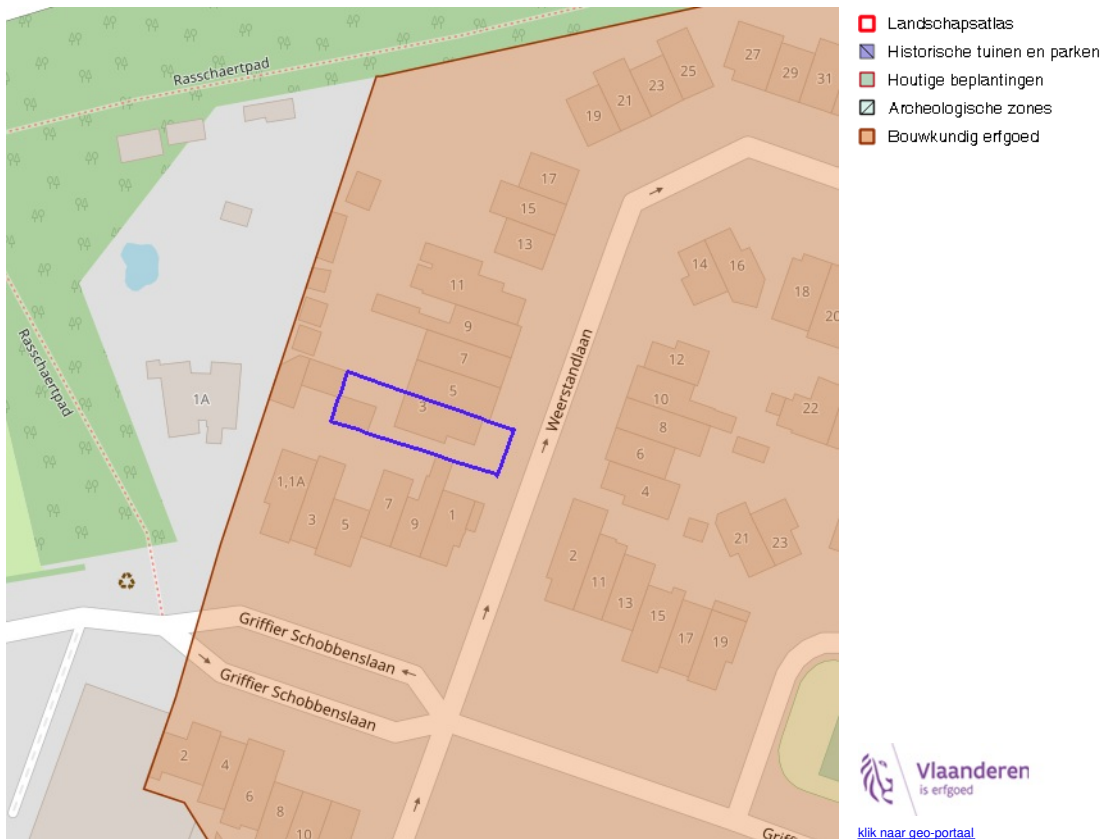 Landschapsatlas
Historische tuinen en parken
Houtige beplantingen
Archeologische zones
Bouwkundig erfgoed
Rasschaertpad
27
29
31
25
23
21
19
17
15
13
14
16
18
20
11
9
7
5
3
Weerstandlaan
12
10
8
6
4
22
1A
Rasschaertpad
1,1A
3
5
7
9
1
21
23
2
11
13
15
17
19
Griffier Schobbenslaan
Griffier Schobbenslaan
2
4
6
8
10
Griff
Vlaanderen
is erfgoed
klik naar geo-portaal